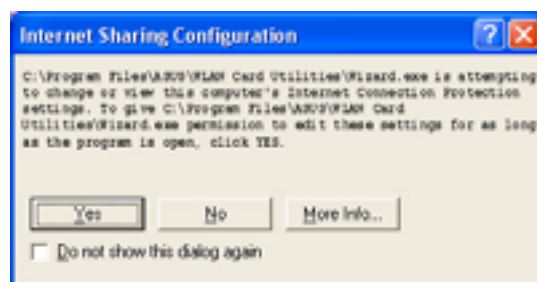 Internet Sharing Configuration
C:\Program Files\ASUS\WLAN Card Utilities\Wizard.exe is attempting
to change or view this computer's Internet Connection Protection
settings. To give C:\Program Files\ASUS\WLAN Card
Utilities\Wizard.exe permission to edit these settings for as long
as the program is open, click YES.
Yes No More Info...
Do not show this dialog again